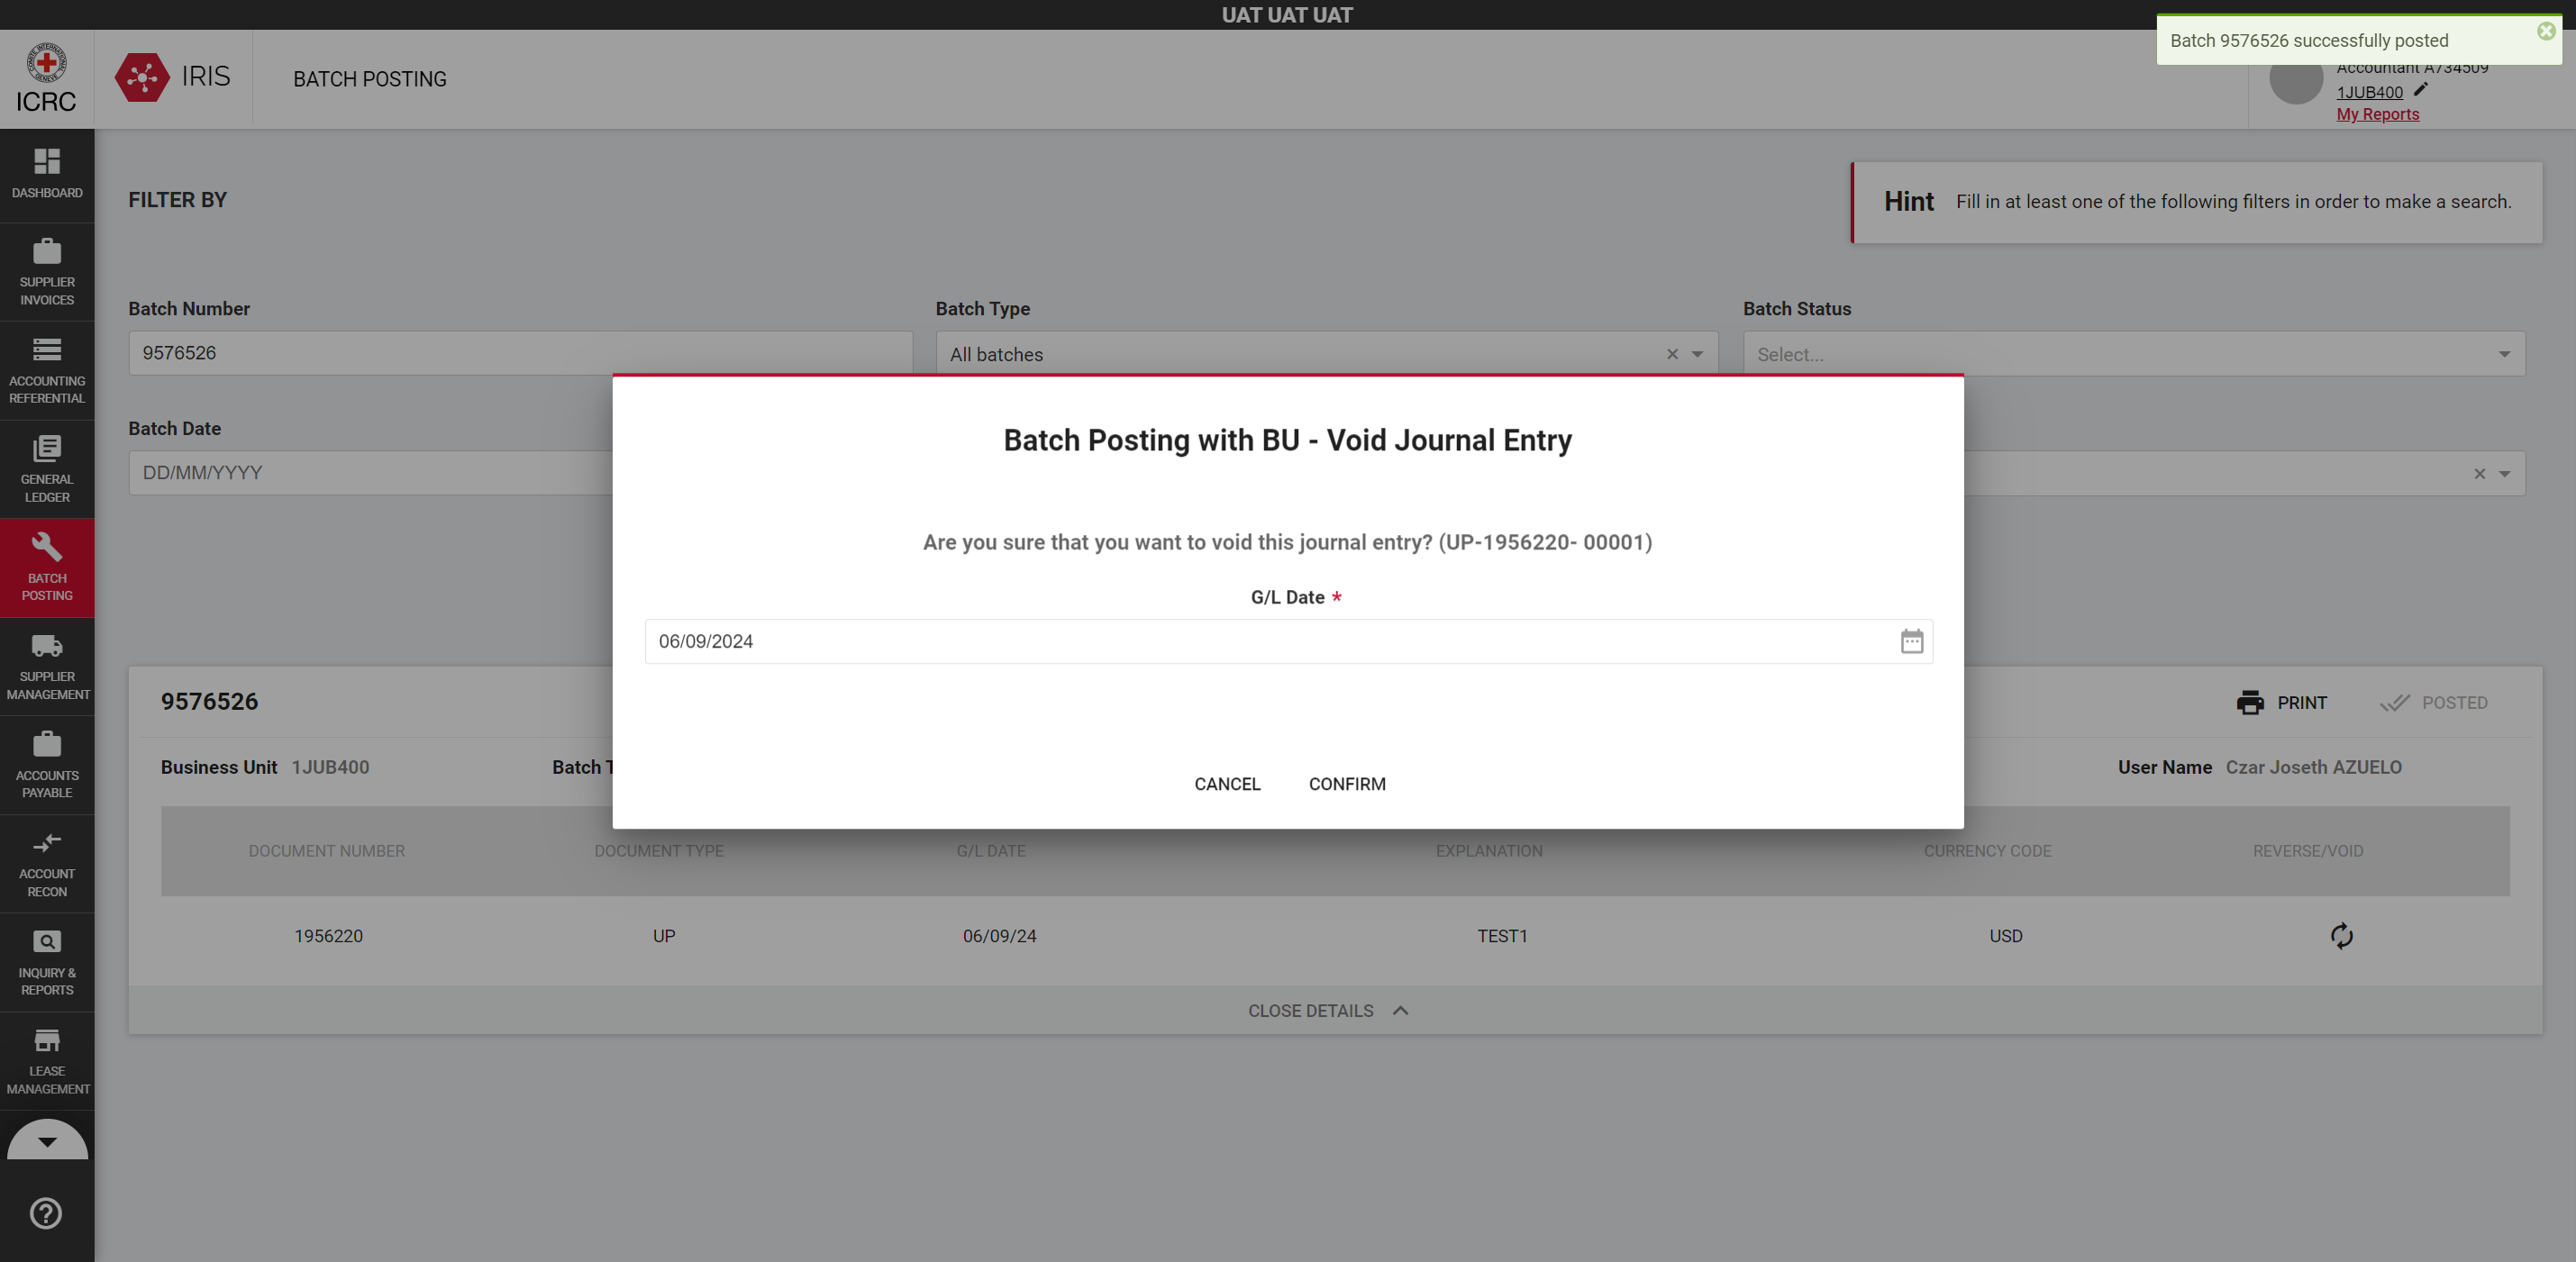 UAT UAT UAT
Batch 9576526 successfully posted
COMITE INTERNATIONAL GENEVE
ICRC
IRIS
BATCH POSTING
Accountant A734509
1JUB400
My Reports
DASHBOARD
SUPPLIER
INVOICES
ACCOUNTING
REFERENTIAL
GENERAL
LEDGER
BATCH
POSTING
SUPPLIER
MANAGEMENT
ACCOUNTS
PAYABLE
ACCOUNT
RECON
INQUIRY &
REPORTS
LEASE
MANAGEMENT
FILTER BY
Hint Fill in at least one of the following filters in order to make a search.
Batch Number Batch Type Batch Status
9576526 All batches Select...
Batch Date
DD/MM/YYYY
Batch Posting with BU - Void Journal Entry
Are you sure that you want to void this journal entry? (UP-1956220- 00001)
G/L Date *
06/09/2024
CANCEL CONFIRM
9576526 PRINT POSTED
Business Unit 1JUB400 Batch T User Name Czar Joseth AZUELO
DOCUMENT NUMBER DOCUMENT TYPE G/L DATE EXPLANATION CURRENCY CODE REVERSE/VOID
1956220 UP 06/09/24 TEST1 USD
CLOSE DETAILS